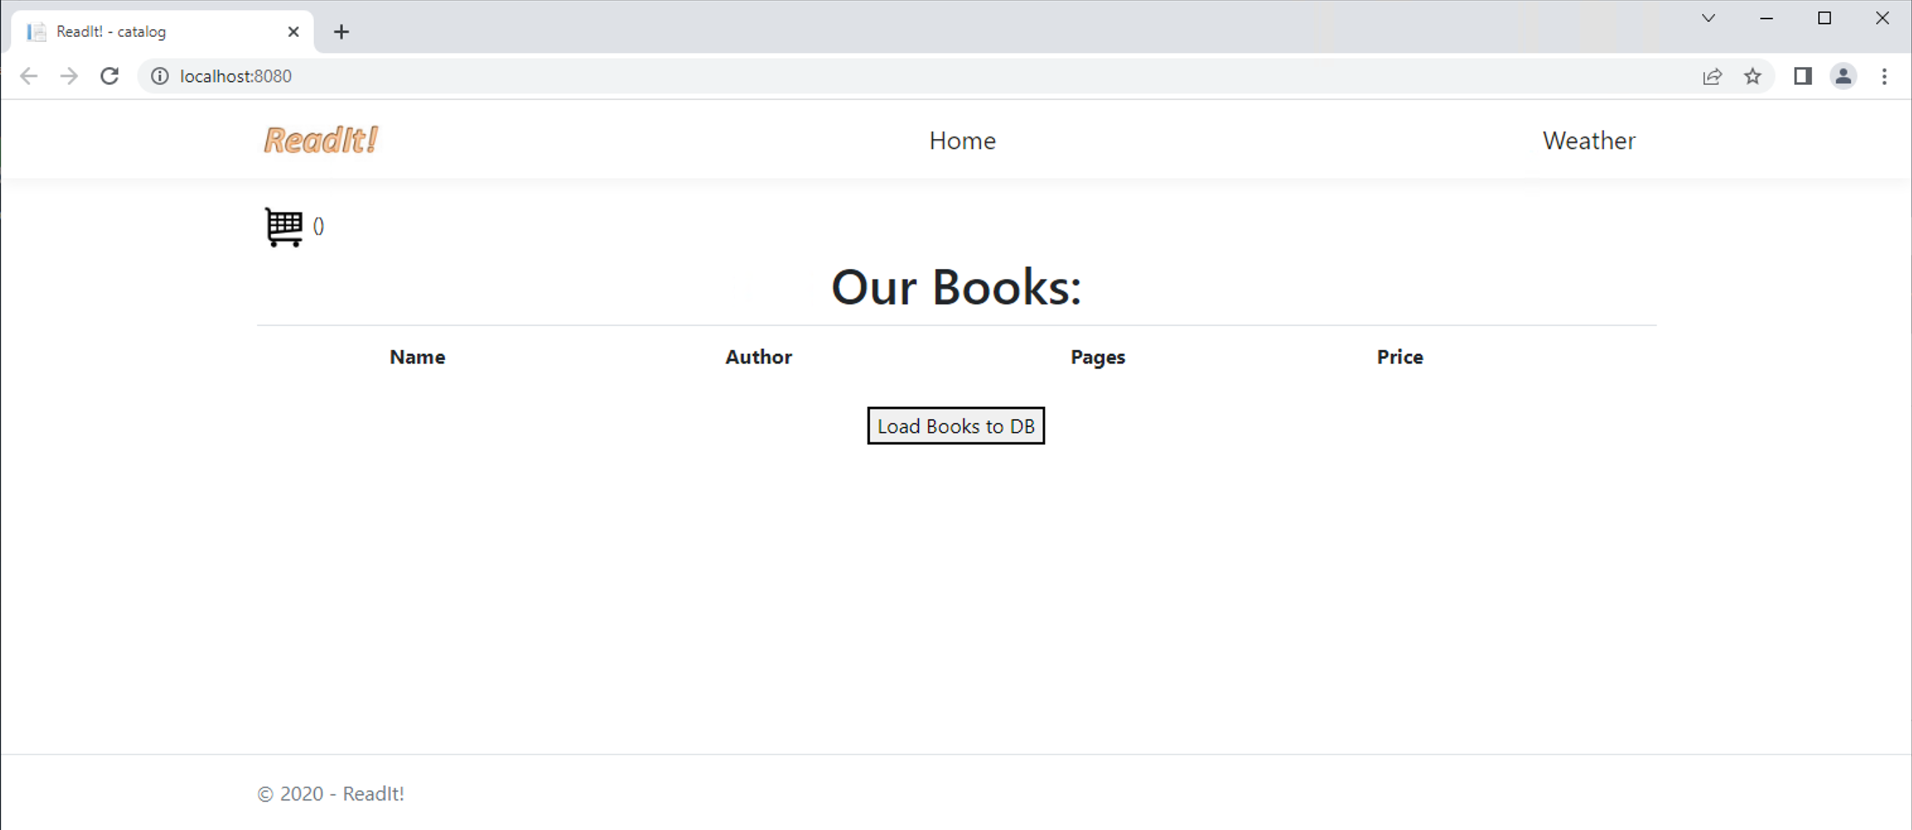 ReadIt! - catalog
localhost:8080
ReadIt! Home Weather
()
Our Books:
Name Author Pages Price
Load Books to DB
© 2020 - ReadIt!